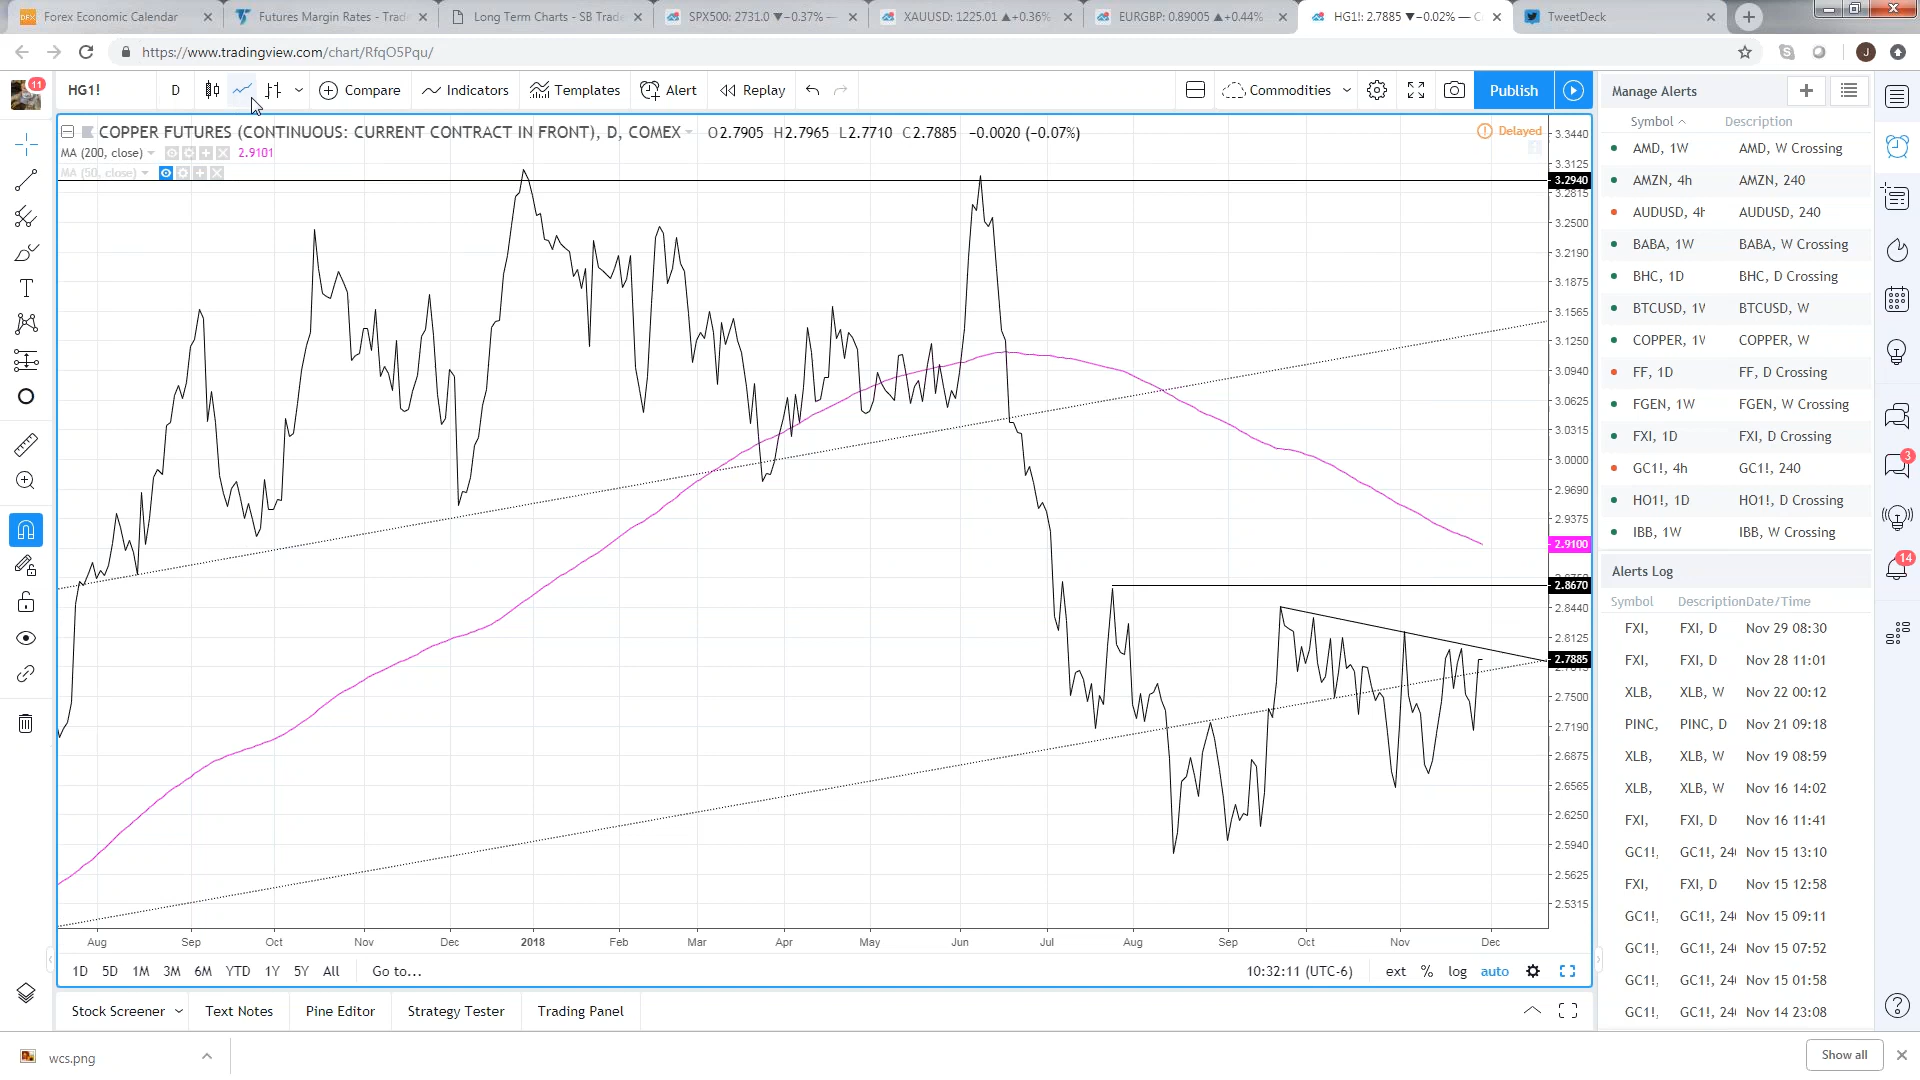 Forex Economic Calendar
Futures Margin Rates - Trade
Long Term Charts - SB Trade
SPX500: 2731.0 ▼−0.37% —
XAUUSD: 1225.01 ▲+0.36%
EURGBP: 0.89005 ▲+0.44%
HG1!: 2.7885 ▼−0.02% — C
TweetDeck
https://www.tradingview.com/chart/RfqO5Pqu/
J
11
HG1!
D
Compare
Indicators
Templates
Alert
Replay
Commodities
Publish
COPPER FUTURES (CONTINUOUS: CURRENT CONTRACT IN FRONT), D, COMEX
O2.7905 H2.7965 L2.7710 C2.7885 −0.0020 (−0.07%)
Delayed
MA (200, close)
2.9101
MA (50, close)
3.3440
3.3125
3.2940
3.2815
3.2500
3.2190
3.1875
3.1565
3.1250
3.0940
3.0625
3.0315
3.0000
2.9690
2.9375
2.9100
2.8670
2.8440
2.8125
2.7885
2.7500
2.7190
2.6875
2.6565
2.6250
2.5940
2.5625
2.5315
Aug
Sep
Oct
Nov
Dec
2018
Feb
Mar
Apr
May
Jun
Jul
Aug
Sep
Oct
Nov
Dec
1D 5D 1M 3M 6M YTD 1Y 5Y All
Go to...
10:32:11 (UTC-6)
ext % log auto
Stock Screener
Text Notes
Pine Editor
Strategy Tester
Trading Panel
Manage Alerts
Symbol Description
AMD, 1W AMD, W Crossing
AMZN, 4h AMZN, 240
AUDUSD, 4h AUDUSD, 240
BABA, 1W BABA, W Crossing
BHC, 1D BHC, D Crossing
BTCUSD, 1W BTCUSD, W
COPPER, 1W COPPER, W
FF, 1D FF, D Crossing
FGEN, 1W FGEN, W Crossing
FXI, 1D FXI, D Crossing
GC1!, 4h GC1!, 240
HO1!, 1D HO1!, D Crossing
IBB, 1W IBB, W Crossing
Alerts Log
Symbol Description Date/Time
FXI, FXI, D Nov 29 08:30
FXI, FXI, D Nov 28 11:01
XLB, XLB, W Nov 22 00:12
PINC, PINC, D Nov 21 09:18
XLB, XLB, W Nov 19 08:59
XLB, XLB, W Nov 16 14:02
FXI, FXI, D Nov 16 11:41
GC1!, GC1!, 240 Nov 15 13:10
FXI, FXI, D Nov 15 12:58
GC1!, GC1!, 240 Nov 15 09:11
GC1!, GC1!, 240 Nov 15 07:52
GC1!, GC1!, 240 Nov 15 01:58
GC1!, GC1!, 240 Nov 14 23:08
3
14
wcs.png
Show all